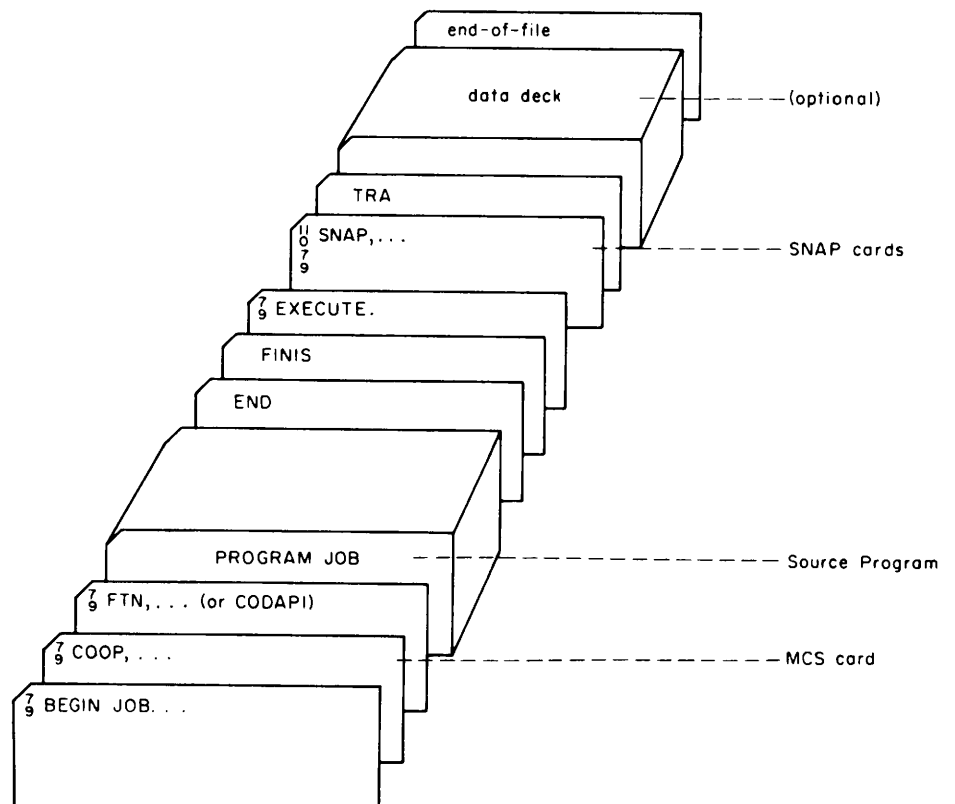 end-of-file
data deck
(optional)
TRA
11
0
7
9
SNAP,...
SNAP cards
7
9
EXECUTE.
FINIS
END
PROGRAM JOB
Source Program
7
9
FTN,... (or CODAPI)
7
9
COOP,...
MCS card
7
9
BEGIN JOB...